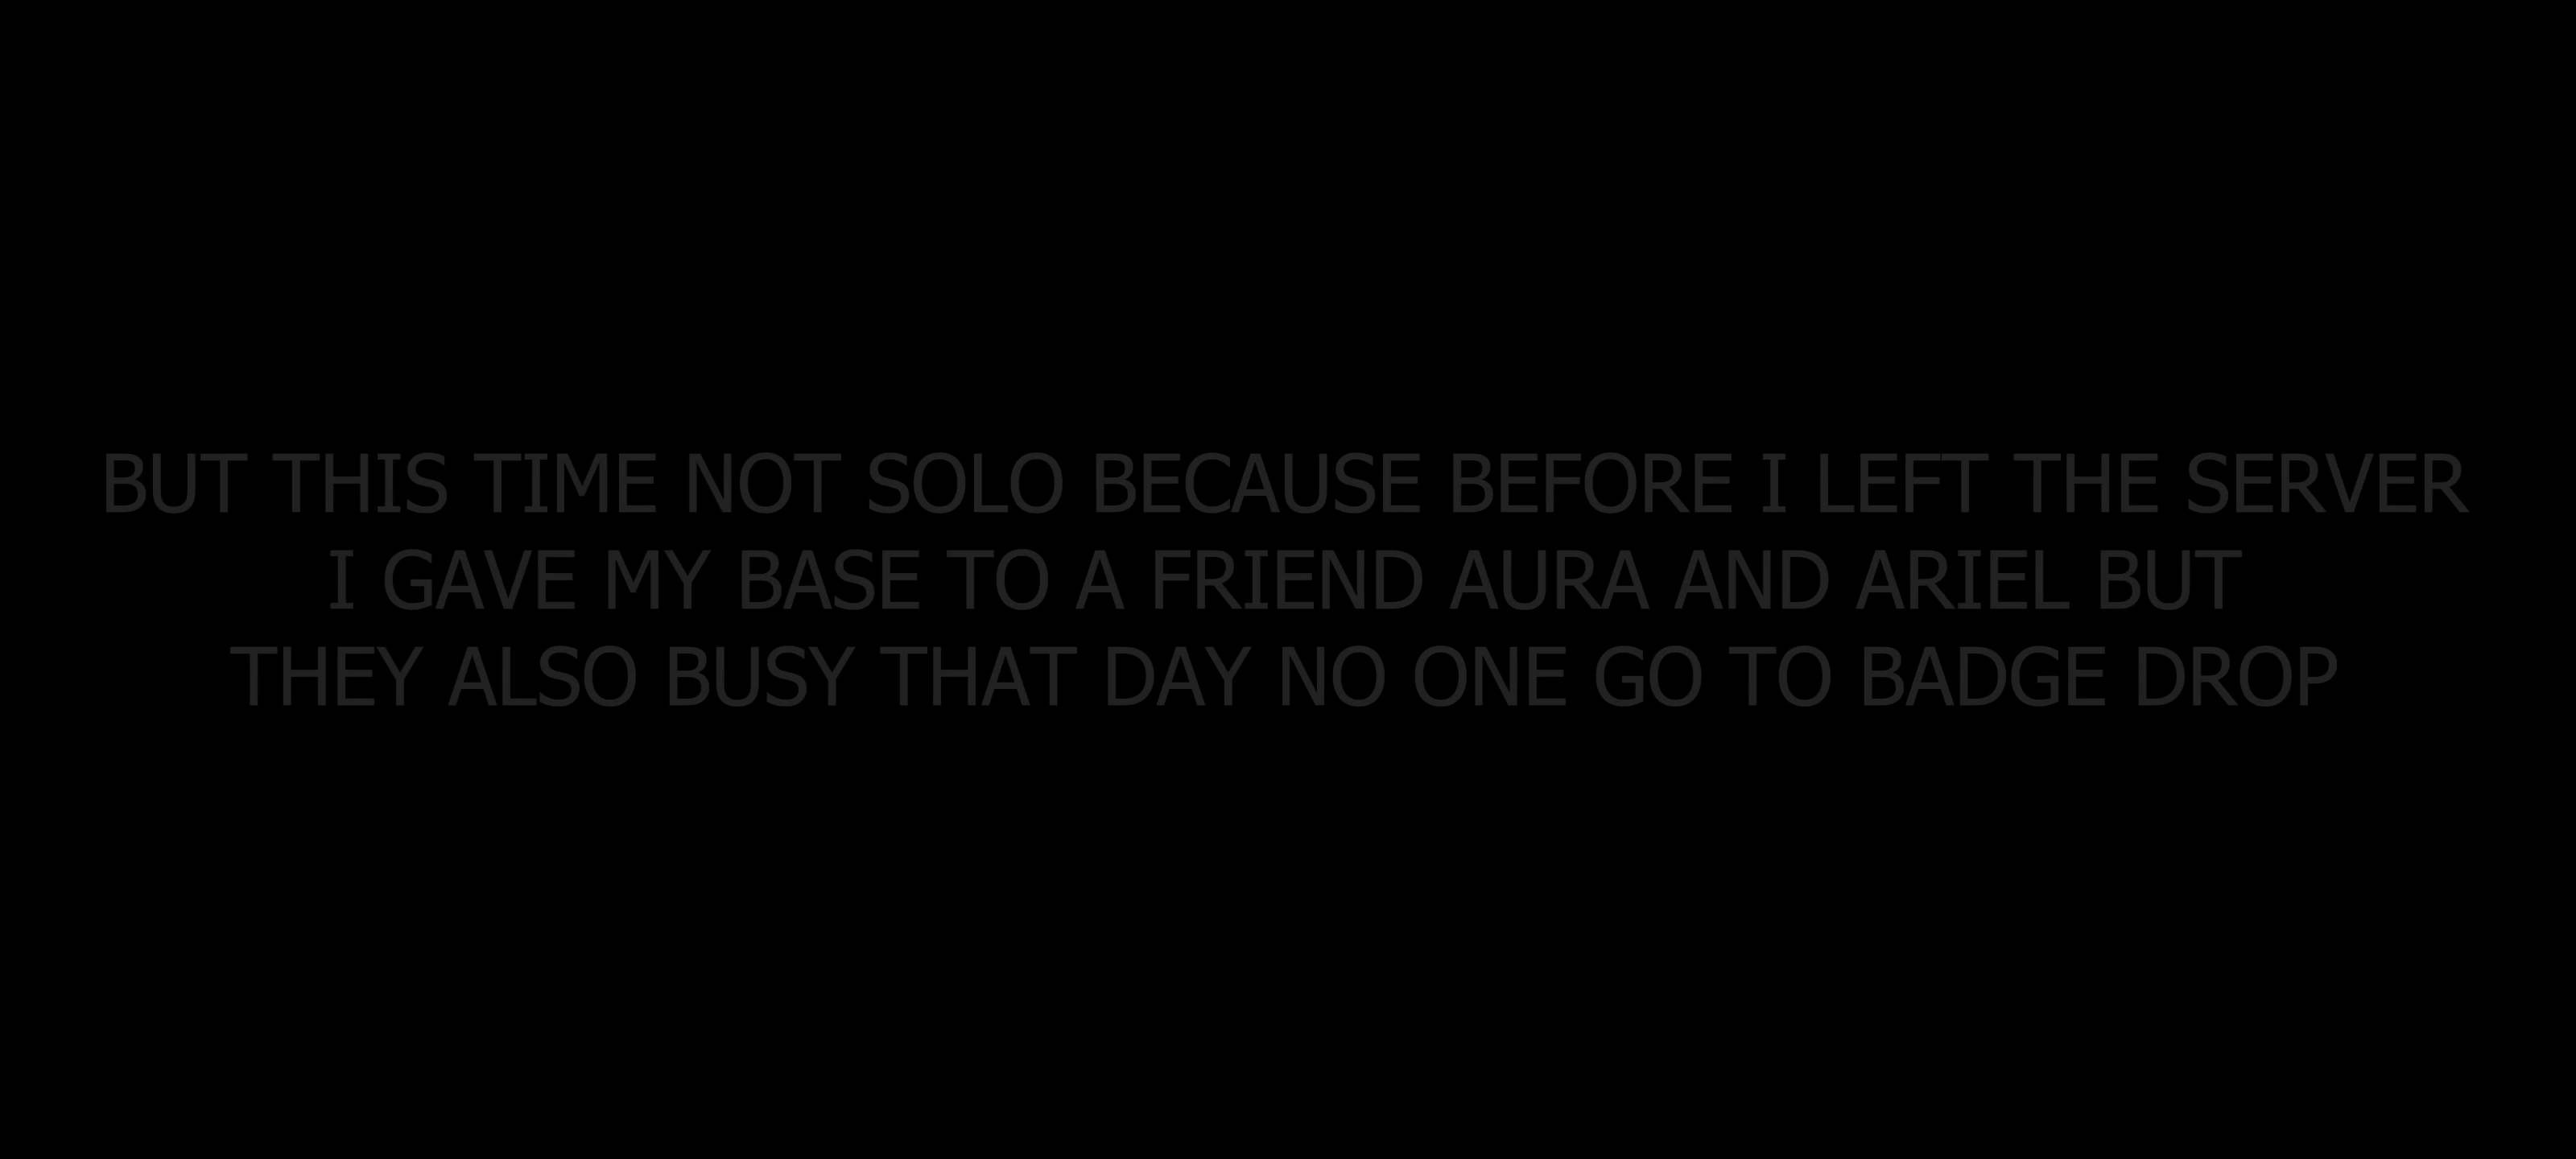 BUT THIS TIME NOT SOLO BECAUSE BEFORE I LEFT THE SERVER
I GAVE MY BASE TO A FRIEND AURA AND ARIEL BUT
THEY ALSO BUSY THAT DAY NO ONE GO TO BADGE DROP